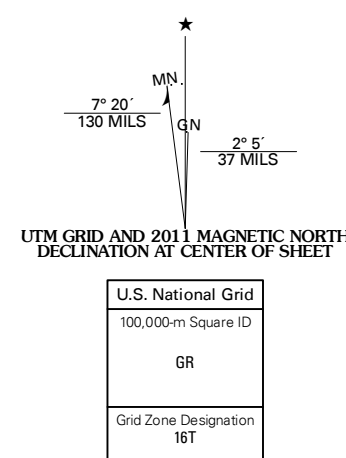 ★
MN
7° 20´
130 MILS
GN
2° 5´
37 MILS
UTM GRID AND 2011 MAGNETIC NORTH
DECLINATION AT CENTER OF SHEET
U.S. National Grid
100,000-m Square ID
GR
Grid Zone Designation
16T